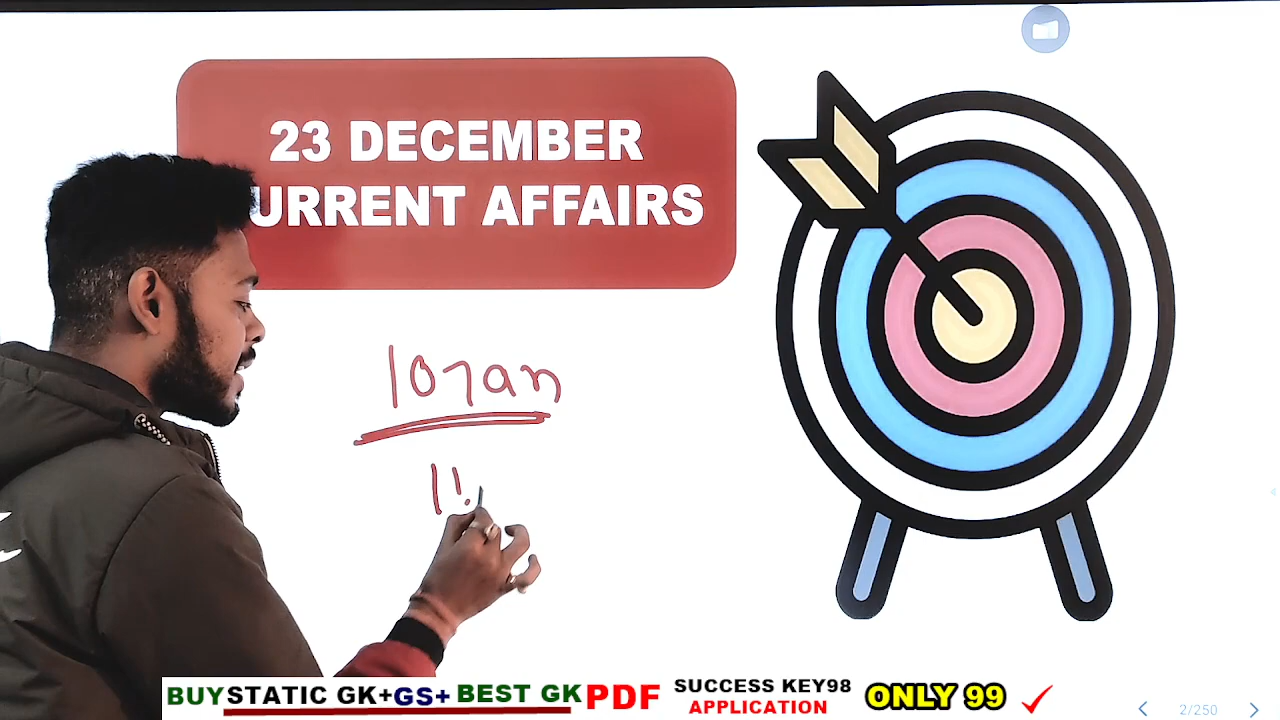 23 DECEMBER
URRENT AFFAIRS
107an
11.
BUY STATIC GK+GS+ BEST GK PDF SUCCESS KEY98 APPLICATION ONLY 99
2/250